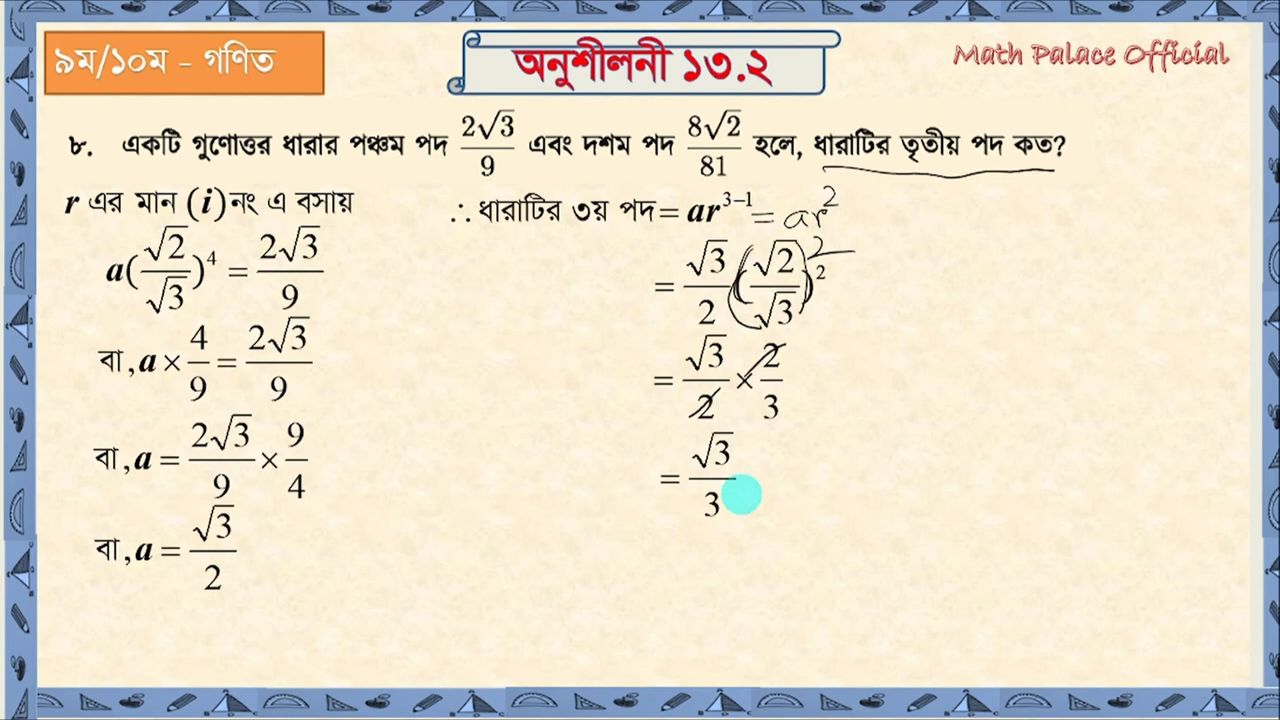 ৯ম/১০ম - গণিত
অনুশীলনী ১৩.২
Math Palace Official
৮. একটি গুণোত্তর ধারার পঞ্চম পদ 2√3/9 এবং দশম পদ 8√2/81 হলে, ধারাটির তৃতীয় পদ কত?
r এর মান (i) নং এ বসায়
a(√2/√3)⁴ = 2√3/9
বা, a × 4/9 = 2√3/9
বা, a = 2√3/9 × 9/4
বা, a = √3/2
∴ ধারাটির ৩য় পদ = ar³⁻¹ = ar²
= √3/2 (√2/√3)² 2
= √3/2 × 2/3
= √3/3